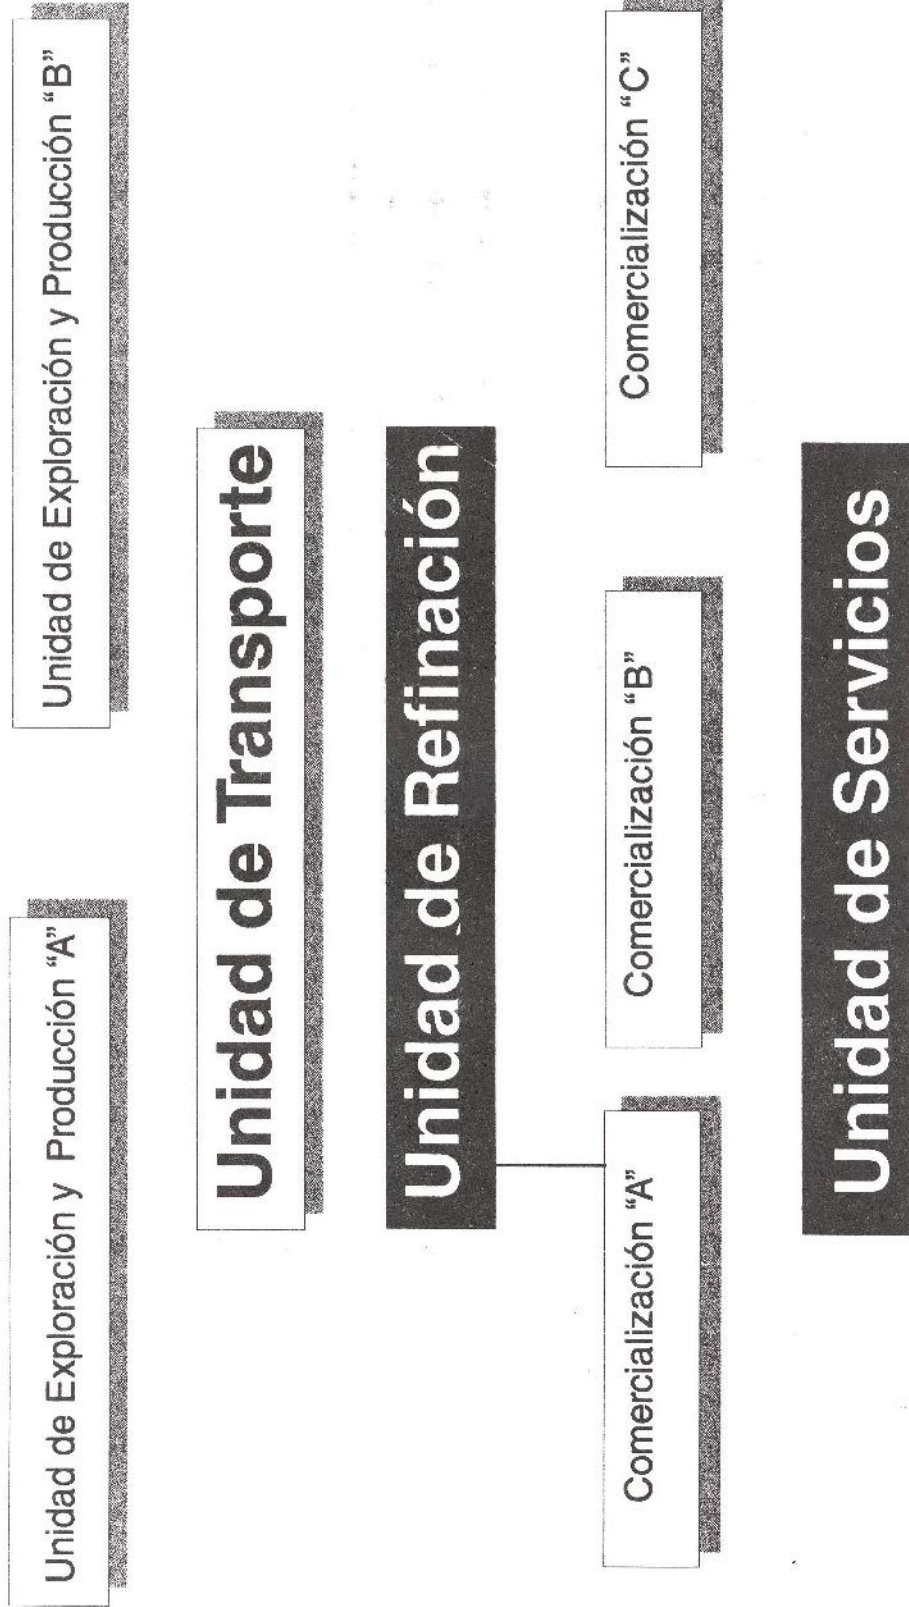 Unidad de Exploración y Producción “A”
Unidad de Exploración y Producción “B”
Unidad de Transporte
Unidad de Refinación
Comercialización “A”
Comercialización “B”
Comercialización “C”
Unidad de Servicios